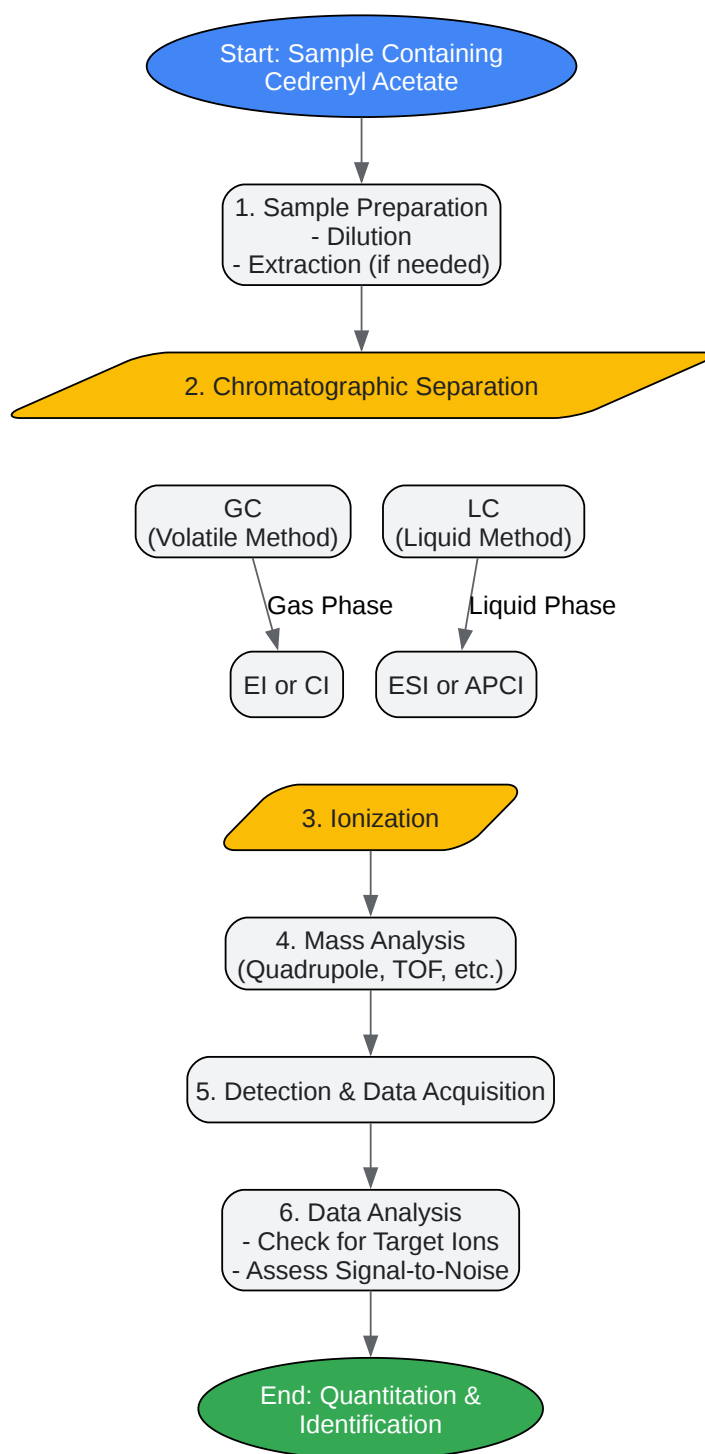 Start: Sample Containing
Cedrenyl Acetate
1. Sample Preparation
- Dilution
- Extraction (if needed)
2. Chromatographic Separation
GC
(Volatile Method)
LC
(Liquid Method)
Gas Phase
Liquid Phase
EI or CI
ESI or APCI
3. Ionization
4. Mass Analysis
(Quadrupole, TOF, etc.)
5. Detection & Data Acquisition
6. Data Analysis
- Check for Target Ions
- Assess Signal-to-Noise
End: Quantitation &
Identification